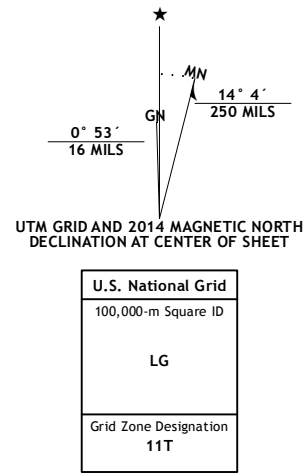 ★
MN
GN
14° 4´
250 MILS
0° 53´
16 MILS
UTM GRID AND 2014 MAGNETIC NORTH
DECLINATION AT CENTER OF SHEET
U.S. National Grid
100,000-m Square ID
LG
Grid Zone Designation
11T